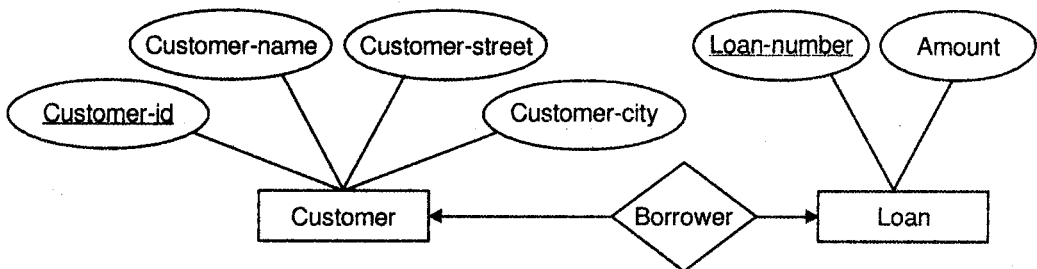 Customer-name
Customer-street
Loan-number
Amount
Customer-id
Customer-city
Customer
Borrower
Loan